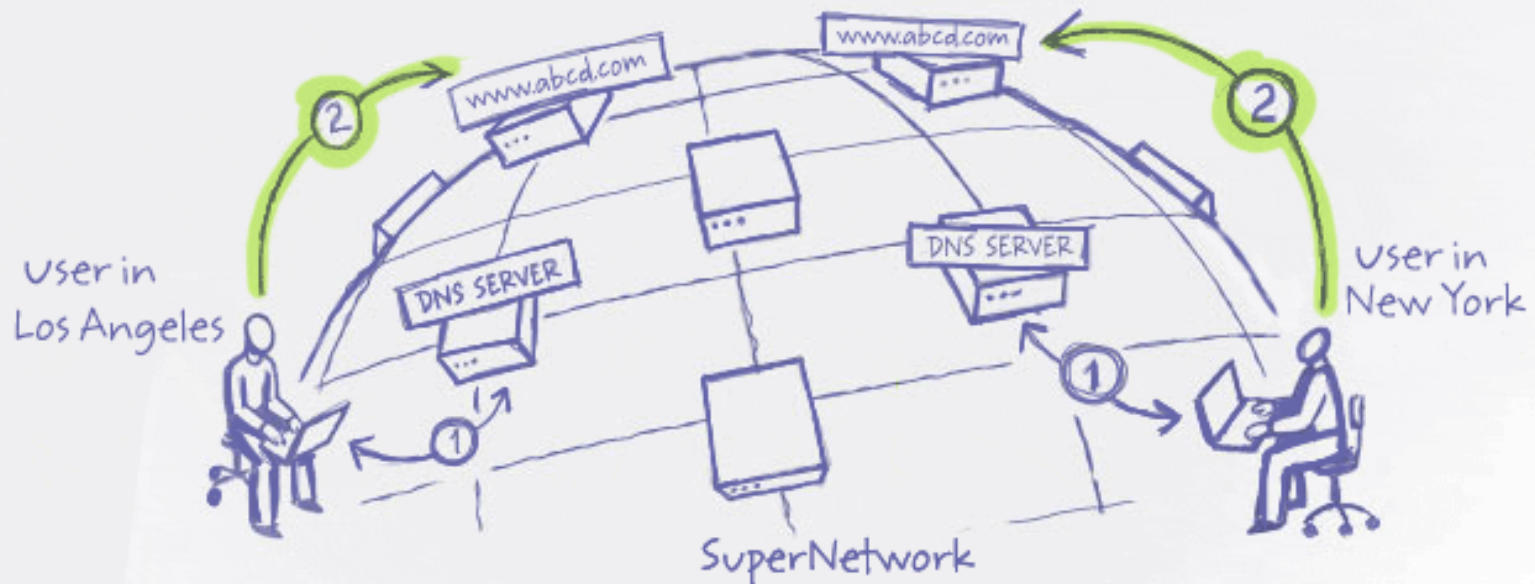 www.abcd.com
www.abcd.com
2
2
DNS SERVER
DNS SERVER
User in
Los Angeles
User in
New York
1
1
SuperNetwork